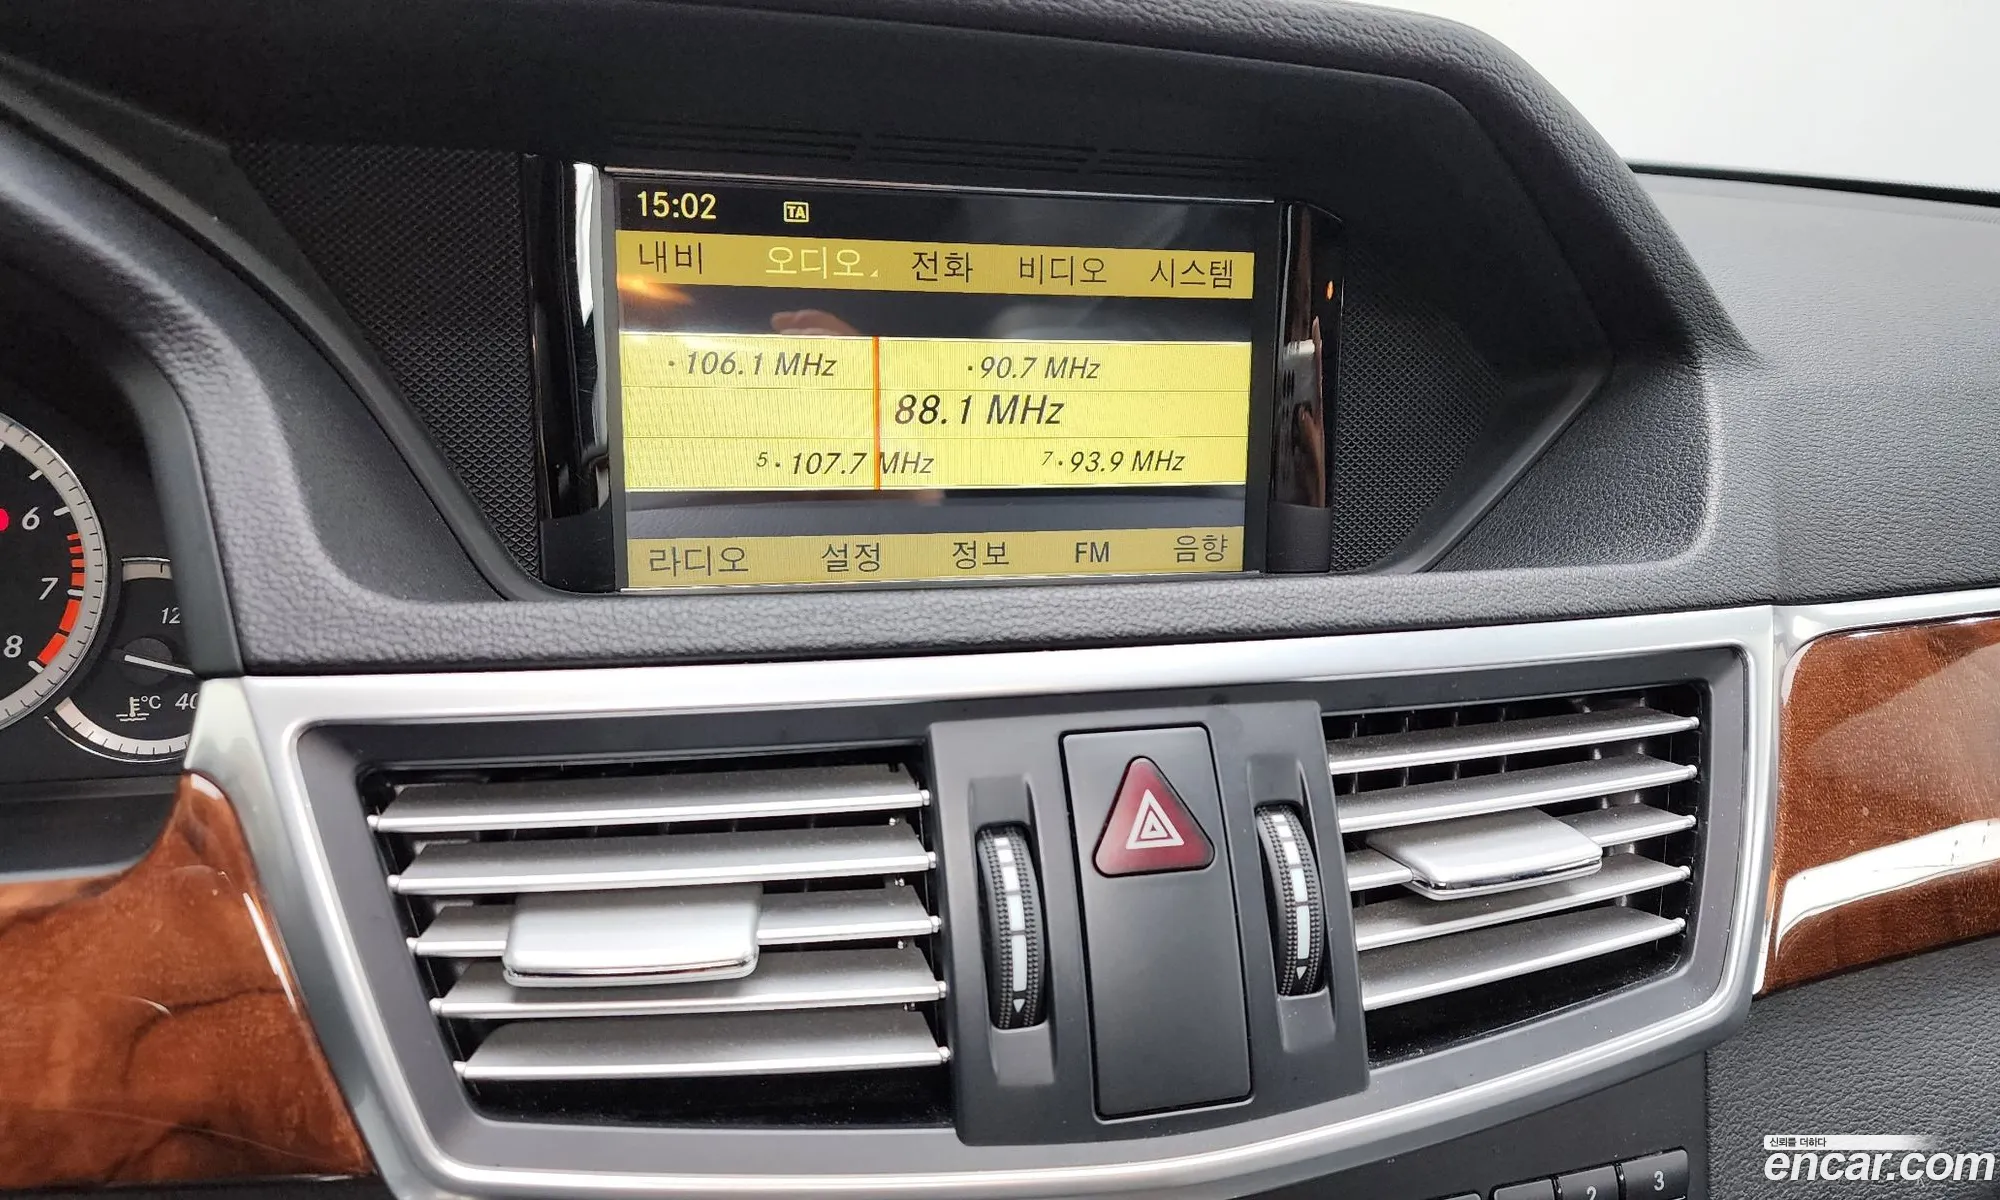 15:02 TA
내비 오디오 전화 비디오 시스템
·106.1 MHz ·90.7 MHz
88.1 MHz
5·107.7 MHz 7·93.9 MHz
라디오 설정 정보 FM 음향
6
7
8
12
°C 40
2 3
신뢰를 더하다
encar.com